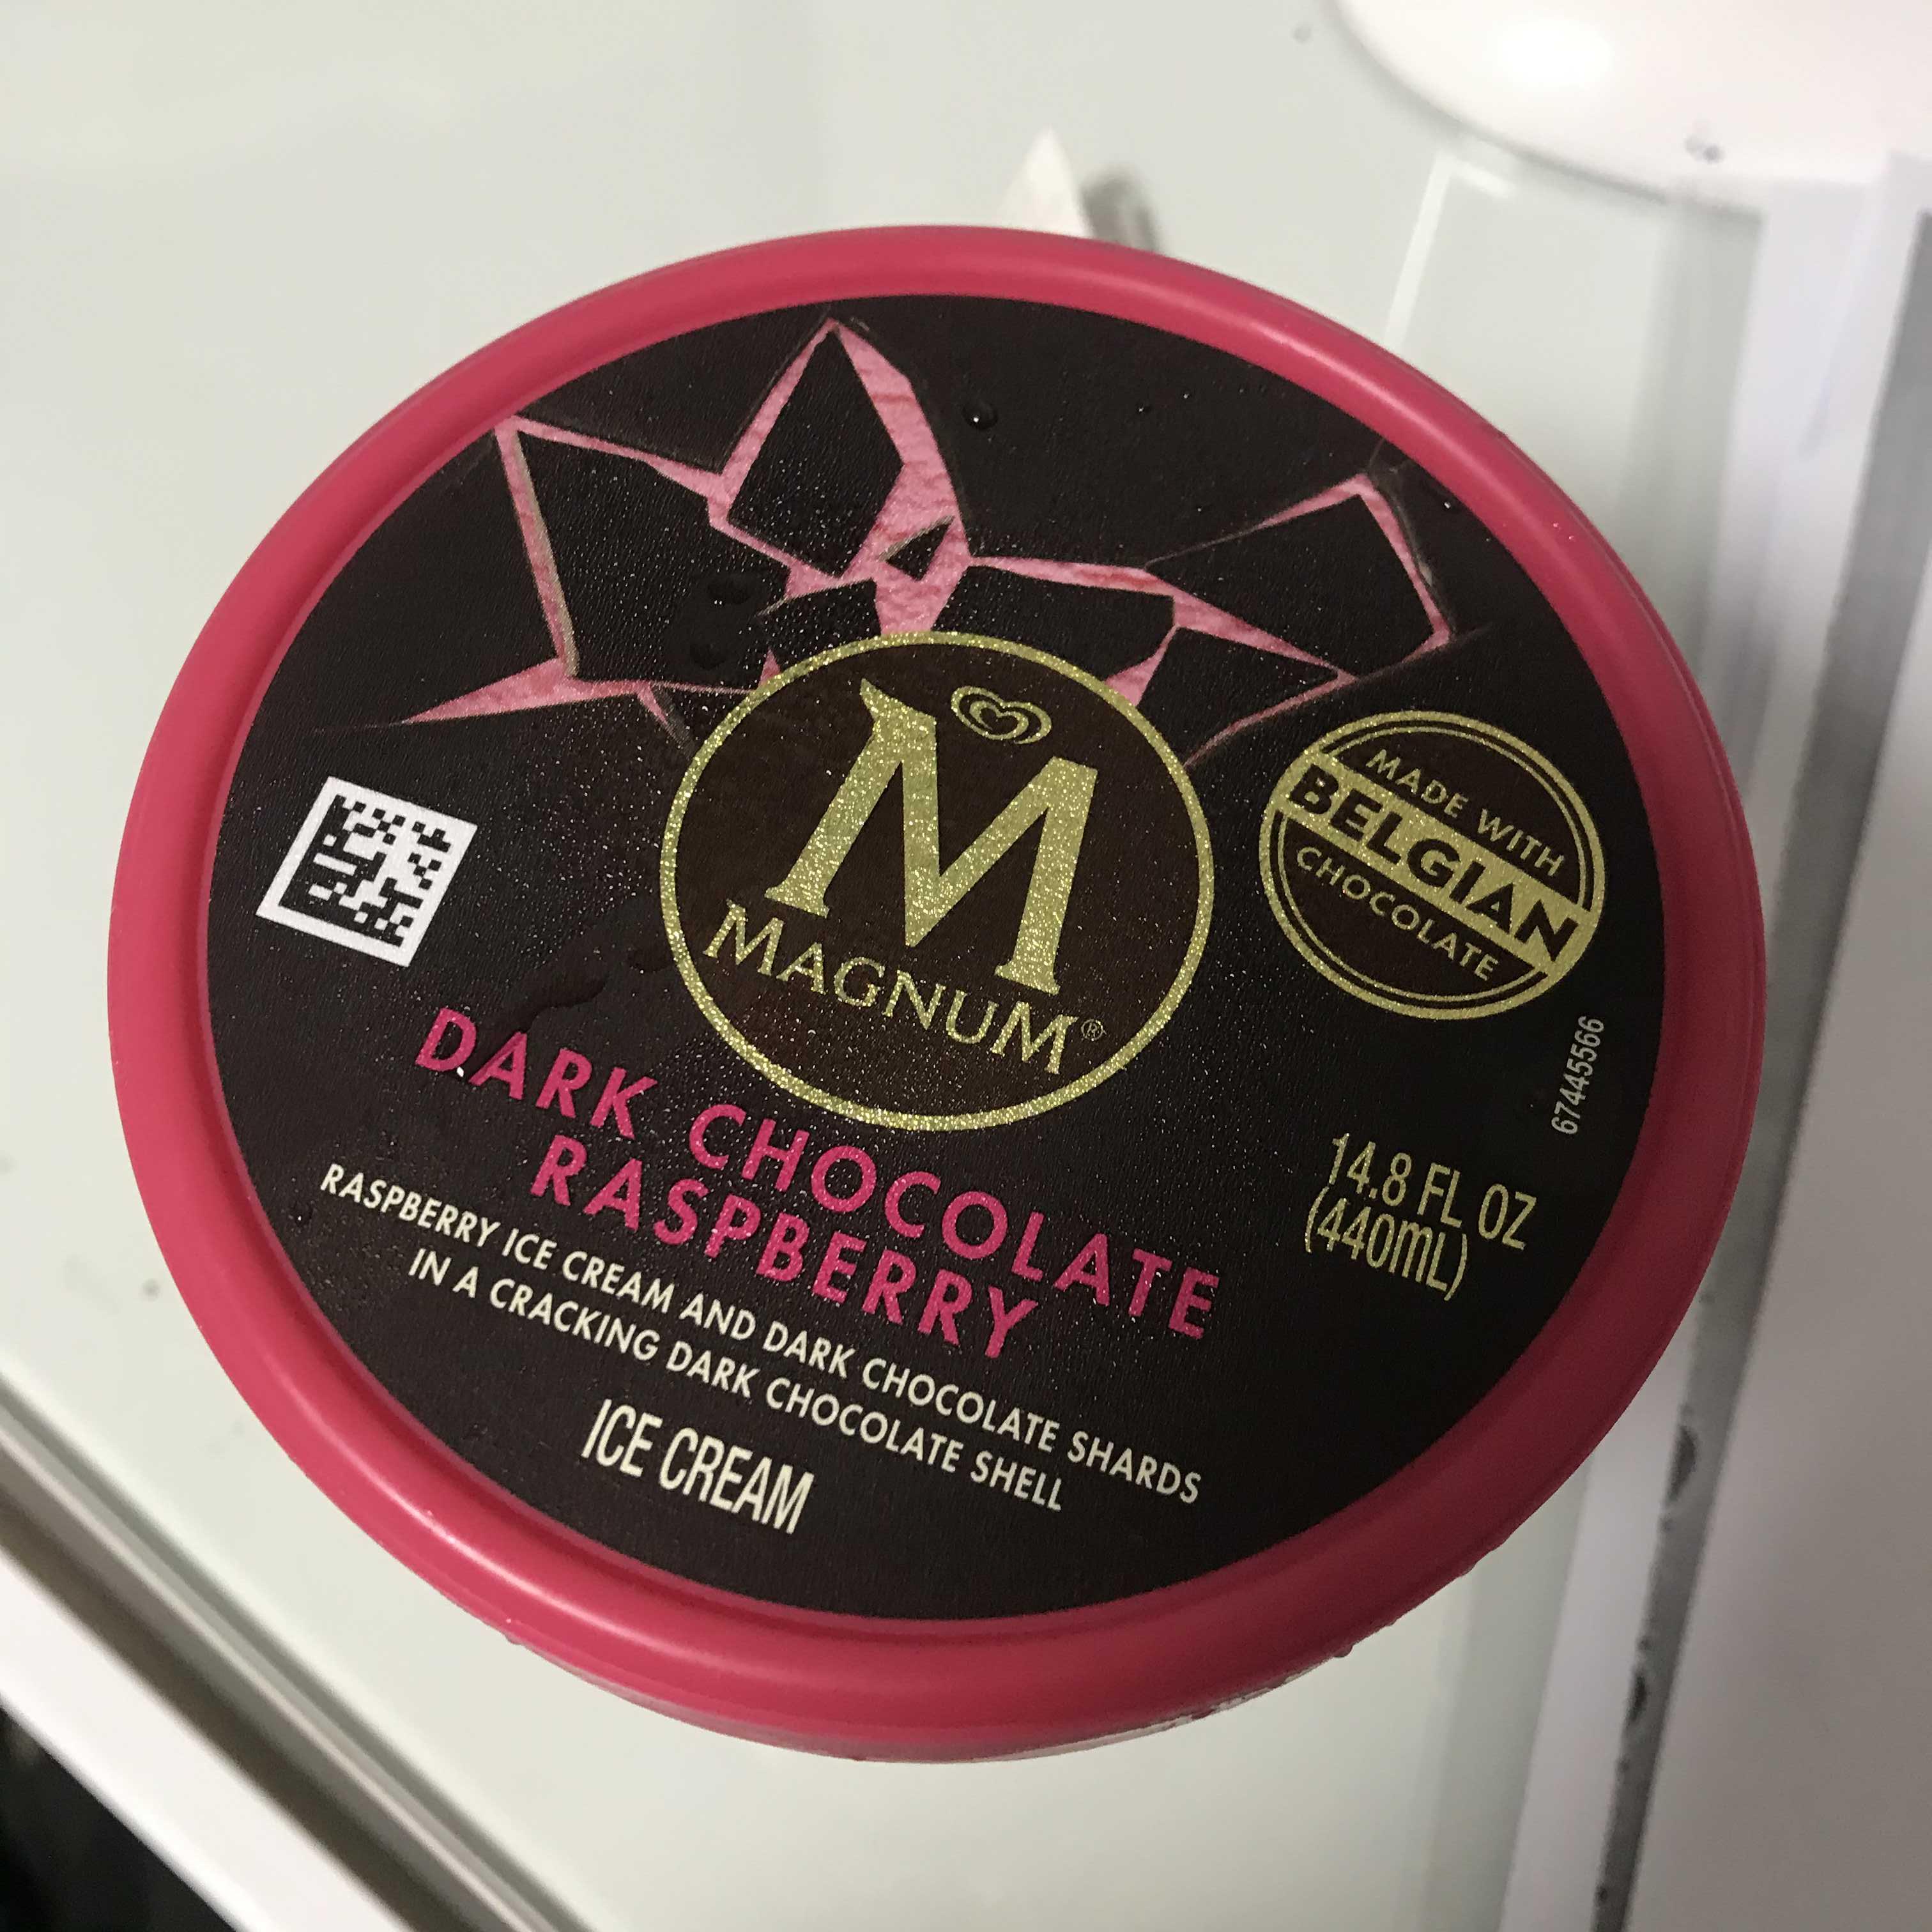 M
MAGNUM®
MADE WITH
BELGIAN
CHOCOLATE
67445566
DARK CHOCOLATE
RASPBERRY
14.8 FL OZ
(440mL)
RASPBERRY ICE CREAM AND DARK CHOCOLATE SHARDS
IN A CRACKING DARK CHOCOLATE SHELL
ICE CREAM